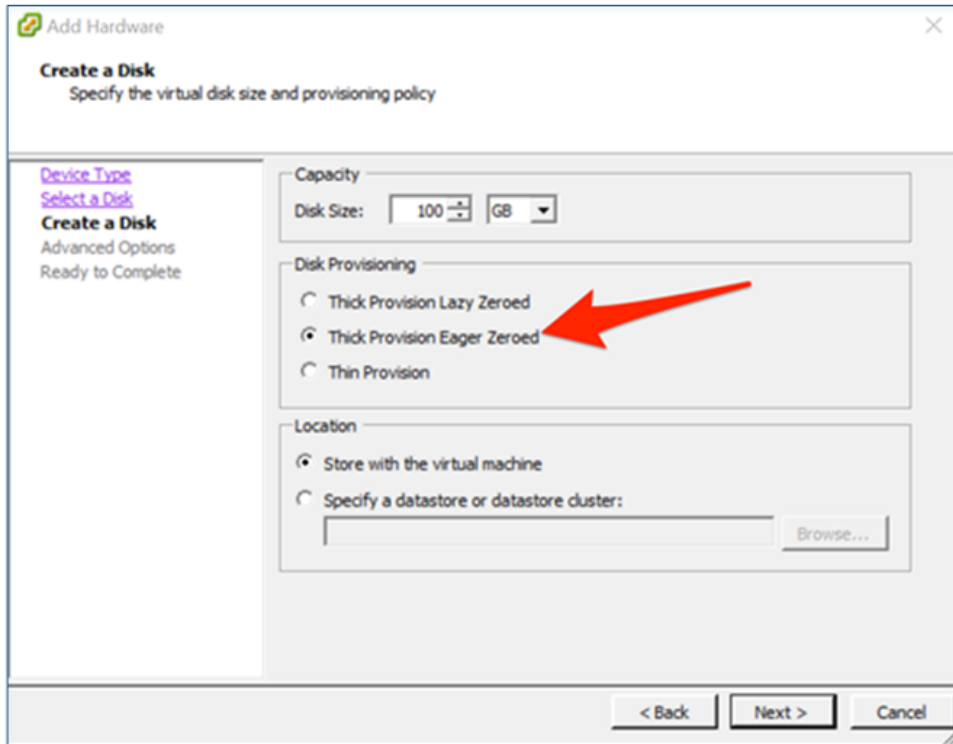 Add Hardware
Create a Disk
Specify the virtual disk size and provisioning policy
Device Type
Select a Disk
Create a Disk
Advanced Options
Ready to Complete
Capacity
Disk Size: 100 GB
Disk Provisioning
Thick Provision Lazy Zeroed
Thick Provision Eager Zeroed
Thin Provision
Location
Store with the virtual machine
Specify a datastore or datastore cluster:
Browse...
< Back Next > Cancel